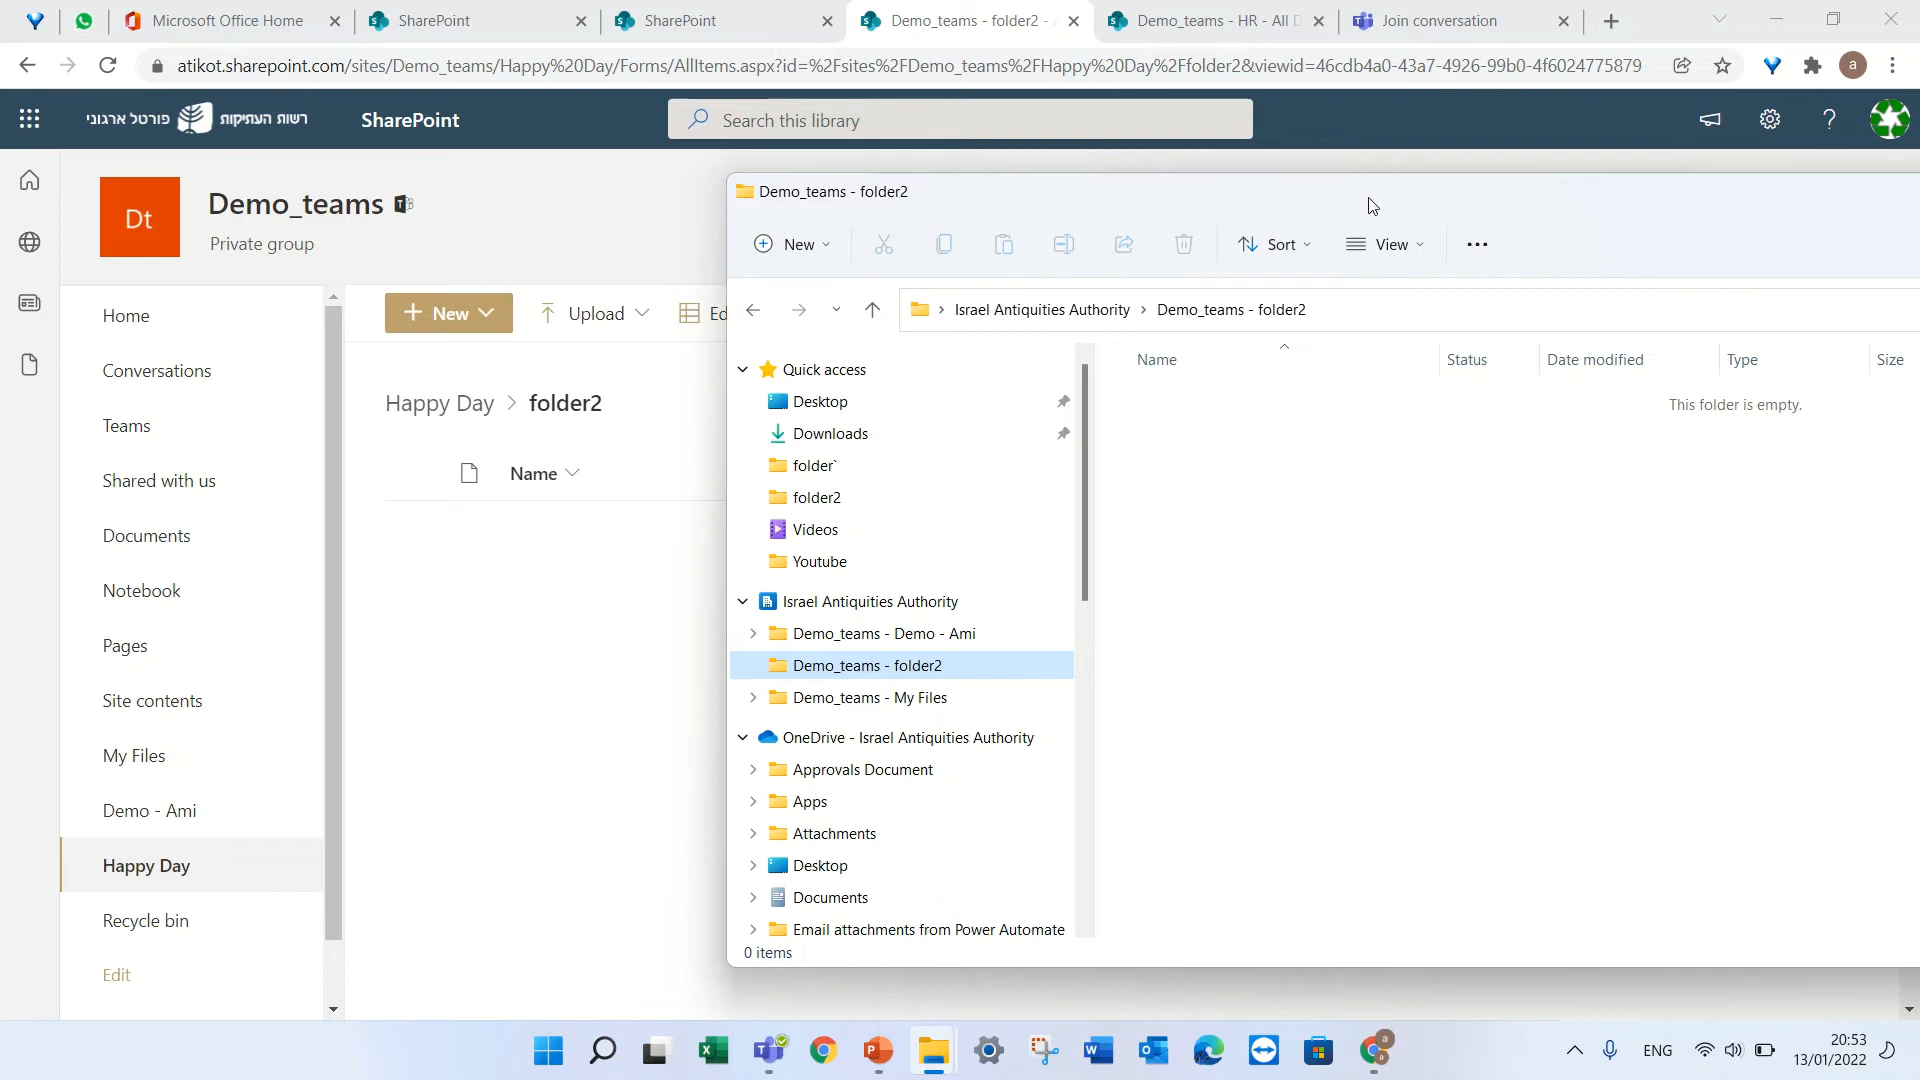 Microsoft Office Home
SharePoint
SharePoint
Demo_teams - folder2 -
Demo_teams - HR - All D
Join conversation
atikot.sharepoint.com/sites/Demo_teams/Happy%20Day/Forms/AllItems.aspx?id=%2Fsites%2FDemo_teams%2FHappy%20Day%2Ffolder2&viewid=46cdb4a0-43a7-4926-99b0-4f6024775879
a
פורטל ארגוני
רשות העתיקות
SharePoint
Search this library
Dt
Demo_teams
Private group
Home
Conversations
Teams
Shared with us
Documents
Notebook
Pages
Site contents
My Files
Demo - Ami
Happy Day
Recycle bin
Edit
New
Upload
Ed
Happy Day > folder2
Name
Demo_teams - folder2
New
Sort
View
Israel Antiquities Authority > Demo_teams - folder2
Name
Status
Date modified
Type
Size
This folder is empty.
Quick access
Desktop
Downloads
folder`
folder2
Videos
Youtube
Israel Antiquities Authority
Demo_teams - Demo - Ami
Demo_teams - folder2
Demo_teams - My Files
OneDrive - Israel Antiquities Authority
Approvals Document
Apps
Attachments
Desktop
Documents
Email attachments from Power Automate
0 items
ENG
20:53
13/01/2022